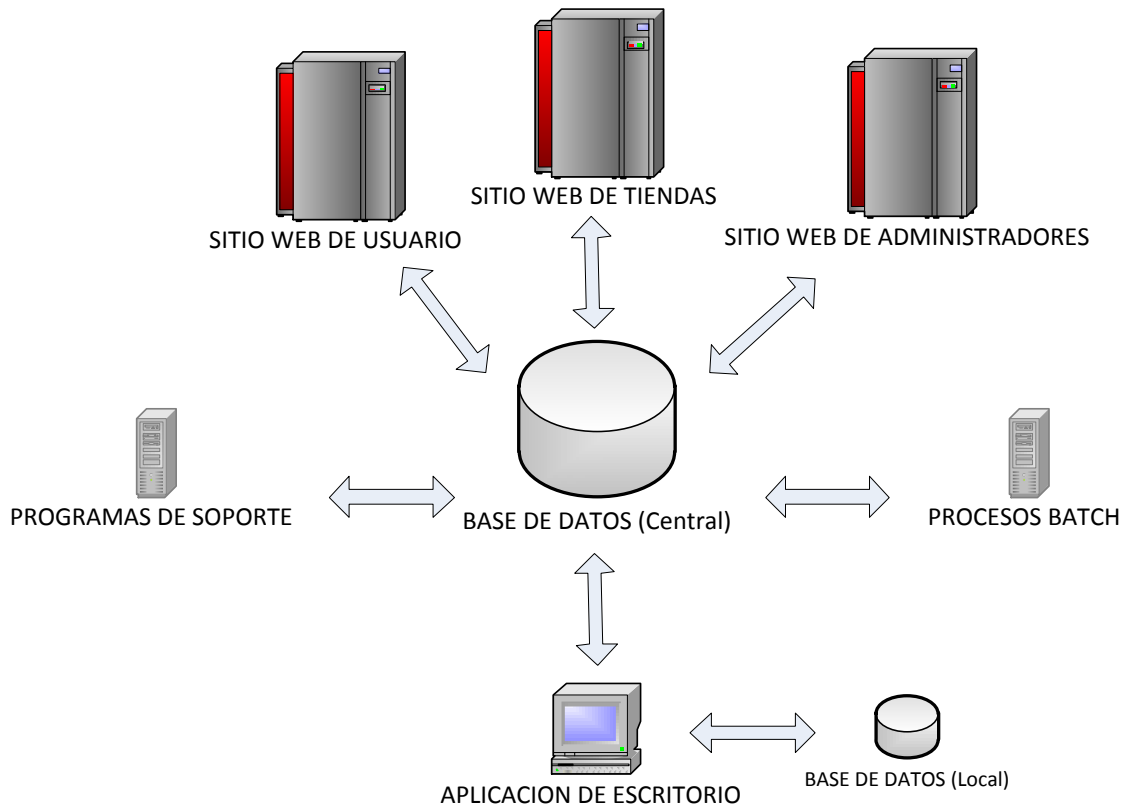 SITIO WEB DE TIENDAS
SITIO WEB DE USUARIO
SITIO WEB DE ADMINISTRADORES
PROGRAMAS DE SOPORTE
BASE DE DATOS (Central)
PROCESOS BATCH
APLICACION DE ESCRITORIO
BASE DE DATOS (Local)